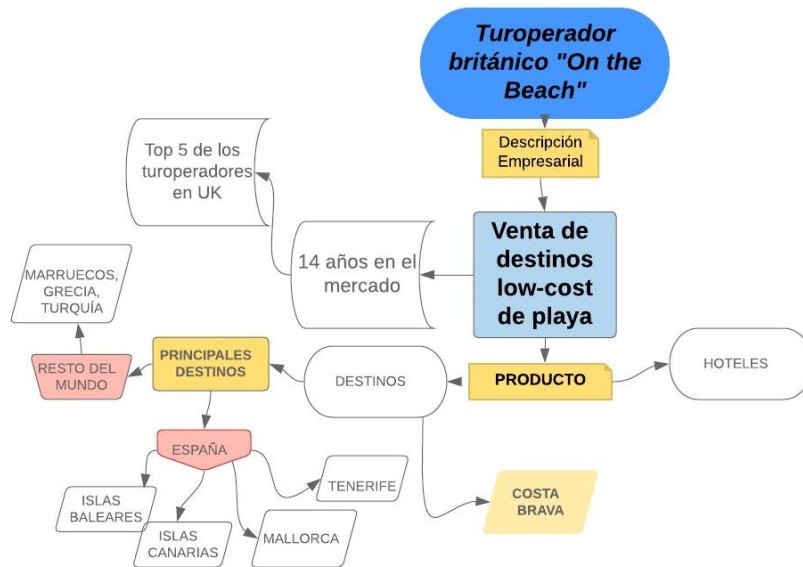 Turoperador
británico "On the
Beach"
Descripción
Empresarial
Top 5 de los
turoperadores
en UK
14 años en el
mercado
Venta de
destinos
low-cost
de playa
MARRUECOS,
GRECIA,
TURQUÍA
RESTO DEL
MUNDO
PRINCIPALES
DESTINOS
DESTINOS
PRODUCTO
HOTELES
ESPAÑA
ISLAS
BALEARES
ISLAS
CANARIAS
MALLORCA
TENERIFE
COSTA
BRAVA